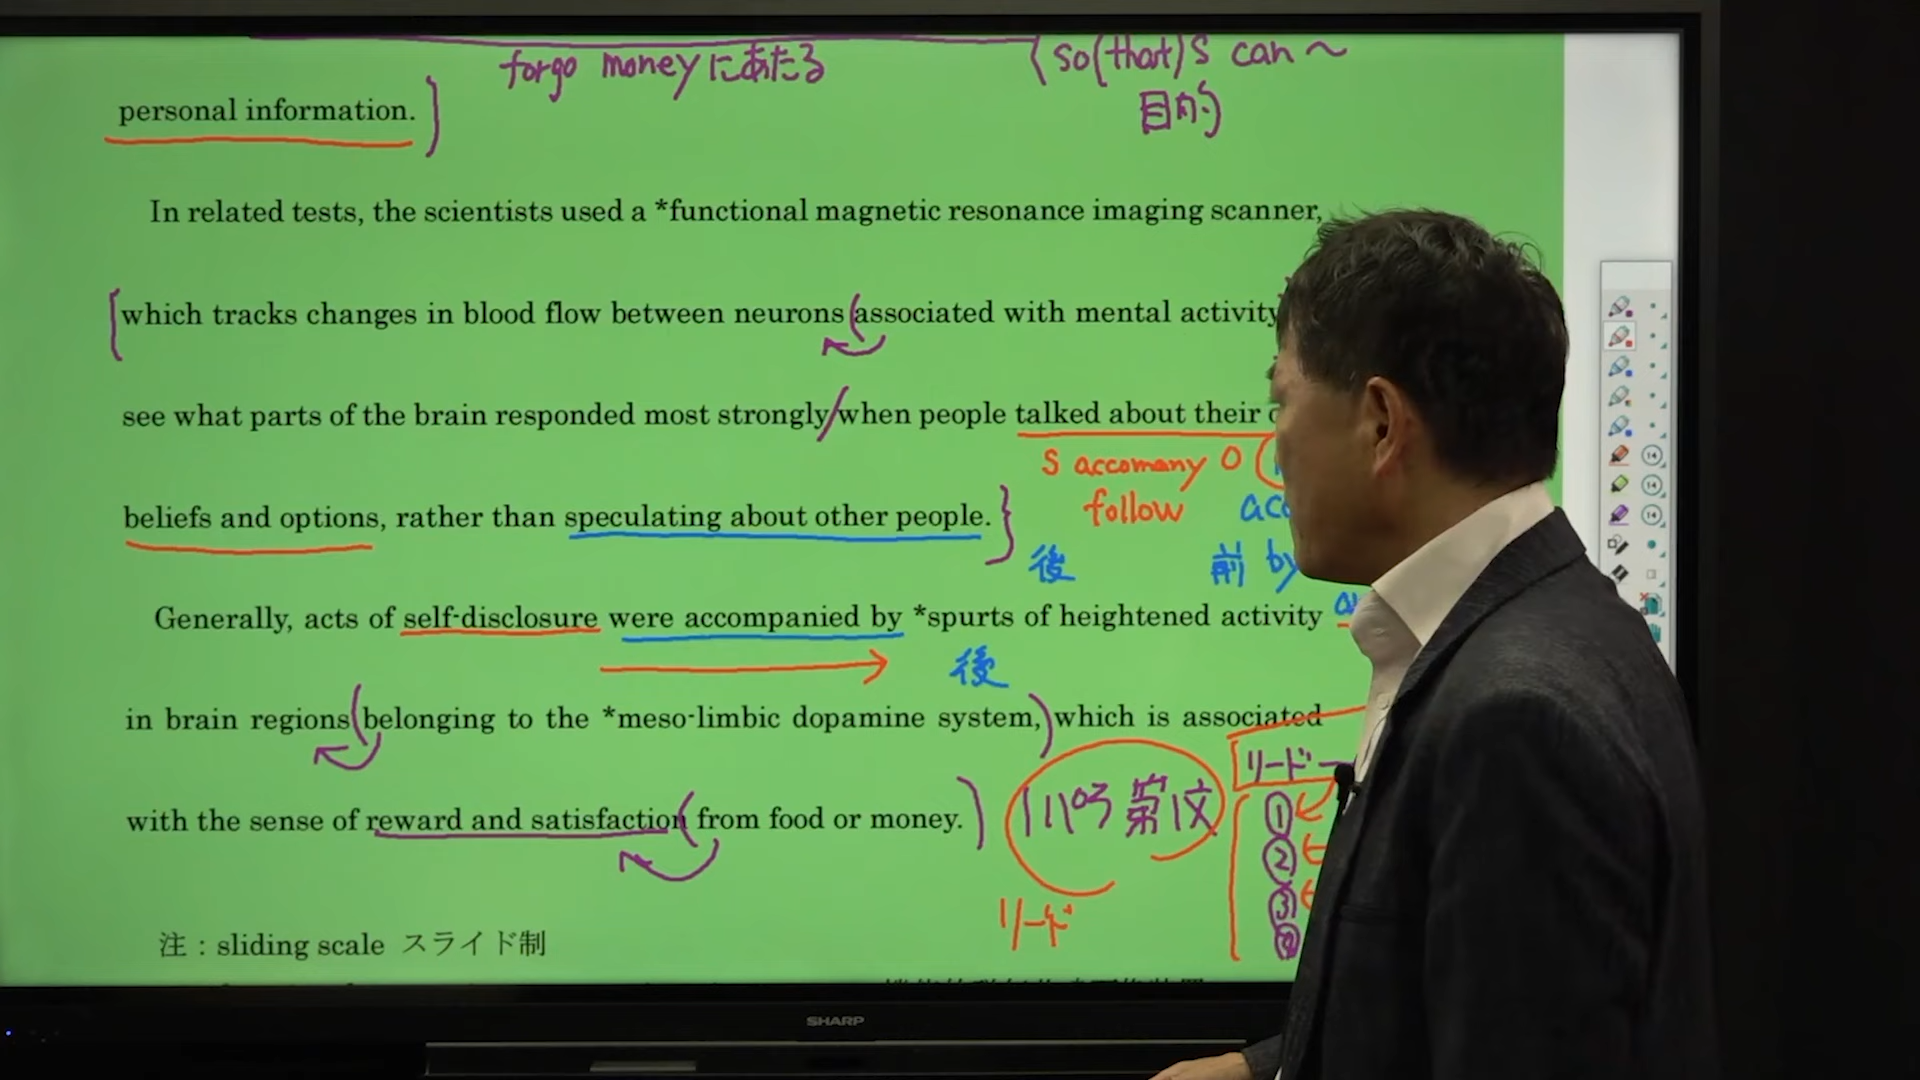 forgo moneyにあたる
so(that)S can ～
目的
personal information.
In related tests, the scientists used a *functional magnetic resonance imaging scanner,
which tracks changes in blood flow between neurons associated with mental activity
see what parts of the brain responded most strongly when people talked about their
S accomany O
beliefs and options, rather than speculating about other people.
follow
後
前 by
Generally, acts of self-disclosure were accompanied by *spurts of heightened activity
後
in brain regions belonging to the *meso-limbic dopamine system, which is associated
リード
with the sense of reward and satisfaction from food or money.
第1文
①
②
③
リード
注：sliding scale スライド制
SHARP